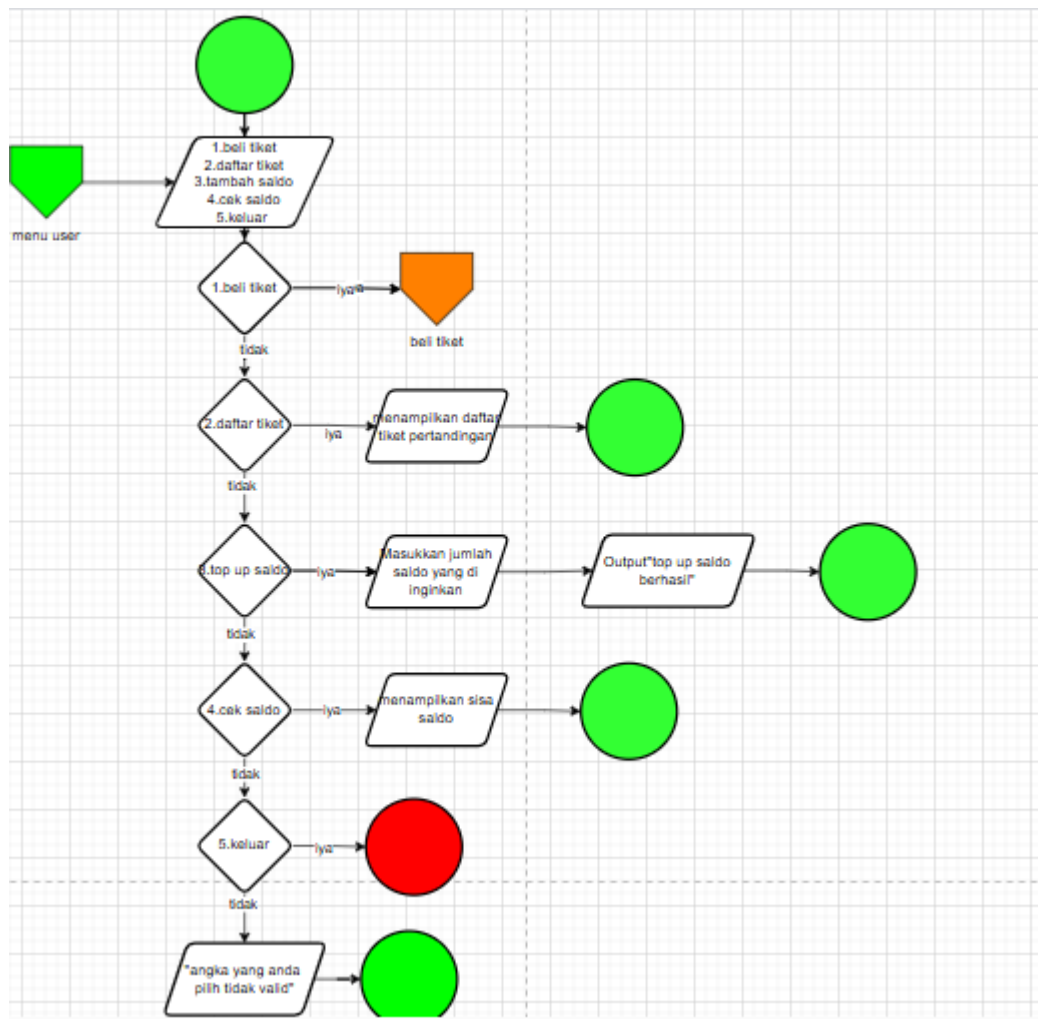 1.beli tiket
2.daftar tiket
3.tambah saldo
4.cek saldo
5.keluar
menu user
1.beli tiket
iya
beli tiket
tidak
2.daftar tiket
iya
menampilkan daftar
tiket pertandingan
tidak
3.top up saldo
iya
Masukkan jumlah
saldo yang di
inginkan
Output"top up saldo
berhasil"
tidak
4.cek saldo
iya
menampilkan sisa
saldo
tidak
5.keluar
iya
tidak
"angka yang anda
pilih tidak valid"